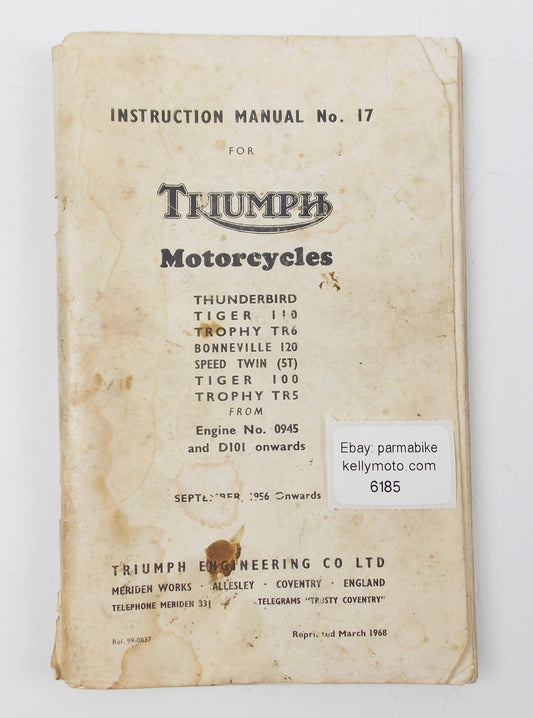 INSTRUCTION MANUAL No. 17
FOR
TRIUMPH
Motorcycles
THUNDERBIRD
TIGER 110
TROPHY TR6
BONNEVILLE 120
SPEED TWIN (5T)
TIGER 100
TROPHY TR5
FROM
Engine No. 0945
and D101 onwards
SEPTEMBER, 1956 Onwards
Ebay: parmabike
kellymoto.com
6185
TRIUMPH ENGINEERING CO LTD
MERIDEN WORKS · ALLESLEY · COVENTRY · ENGLAND
TELEPHONE MERIDEN 331 TELEGRAMS "TRUSTY COVENTRY"
Ref. 99-0837 Reprinted March 1968